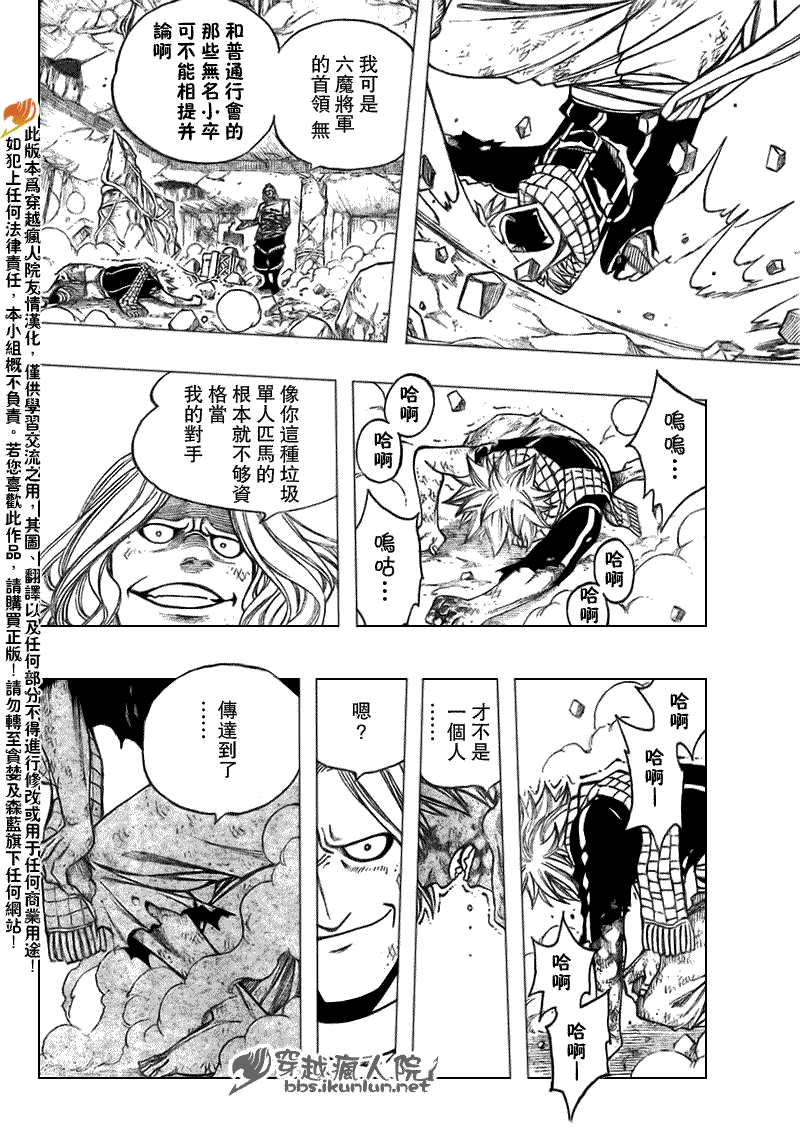 我可是
六魔將軍
的首領 無
和普通行會的
那些無名小卒
可不能相提并
論啊
嗚嗚…
哈啊
哈啊
嗚咕…
哈啊
哈啊
像你這種垃圾
單人匹馬的
根本就不够資
格當
我的對手
哈啊
哈啊—
哈啊
哈啊—
才不是
一個人
……
嗯?
傳達到了
……
此版本爲穿越瘋人院友情漢化，僅供學習交流之用，其圖、翻譯以及任何部分不得進行修改或用于任何商業用途！
如犯上任何法律責任，本小組概不負責。若您喜歡此作品，請購買正版！請勿轉至貪婪及森藍旗下任何網站！
穿越瘋人院
bbs.ikunlun.net